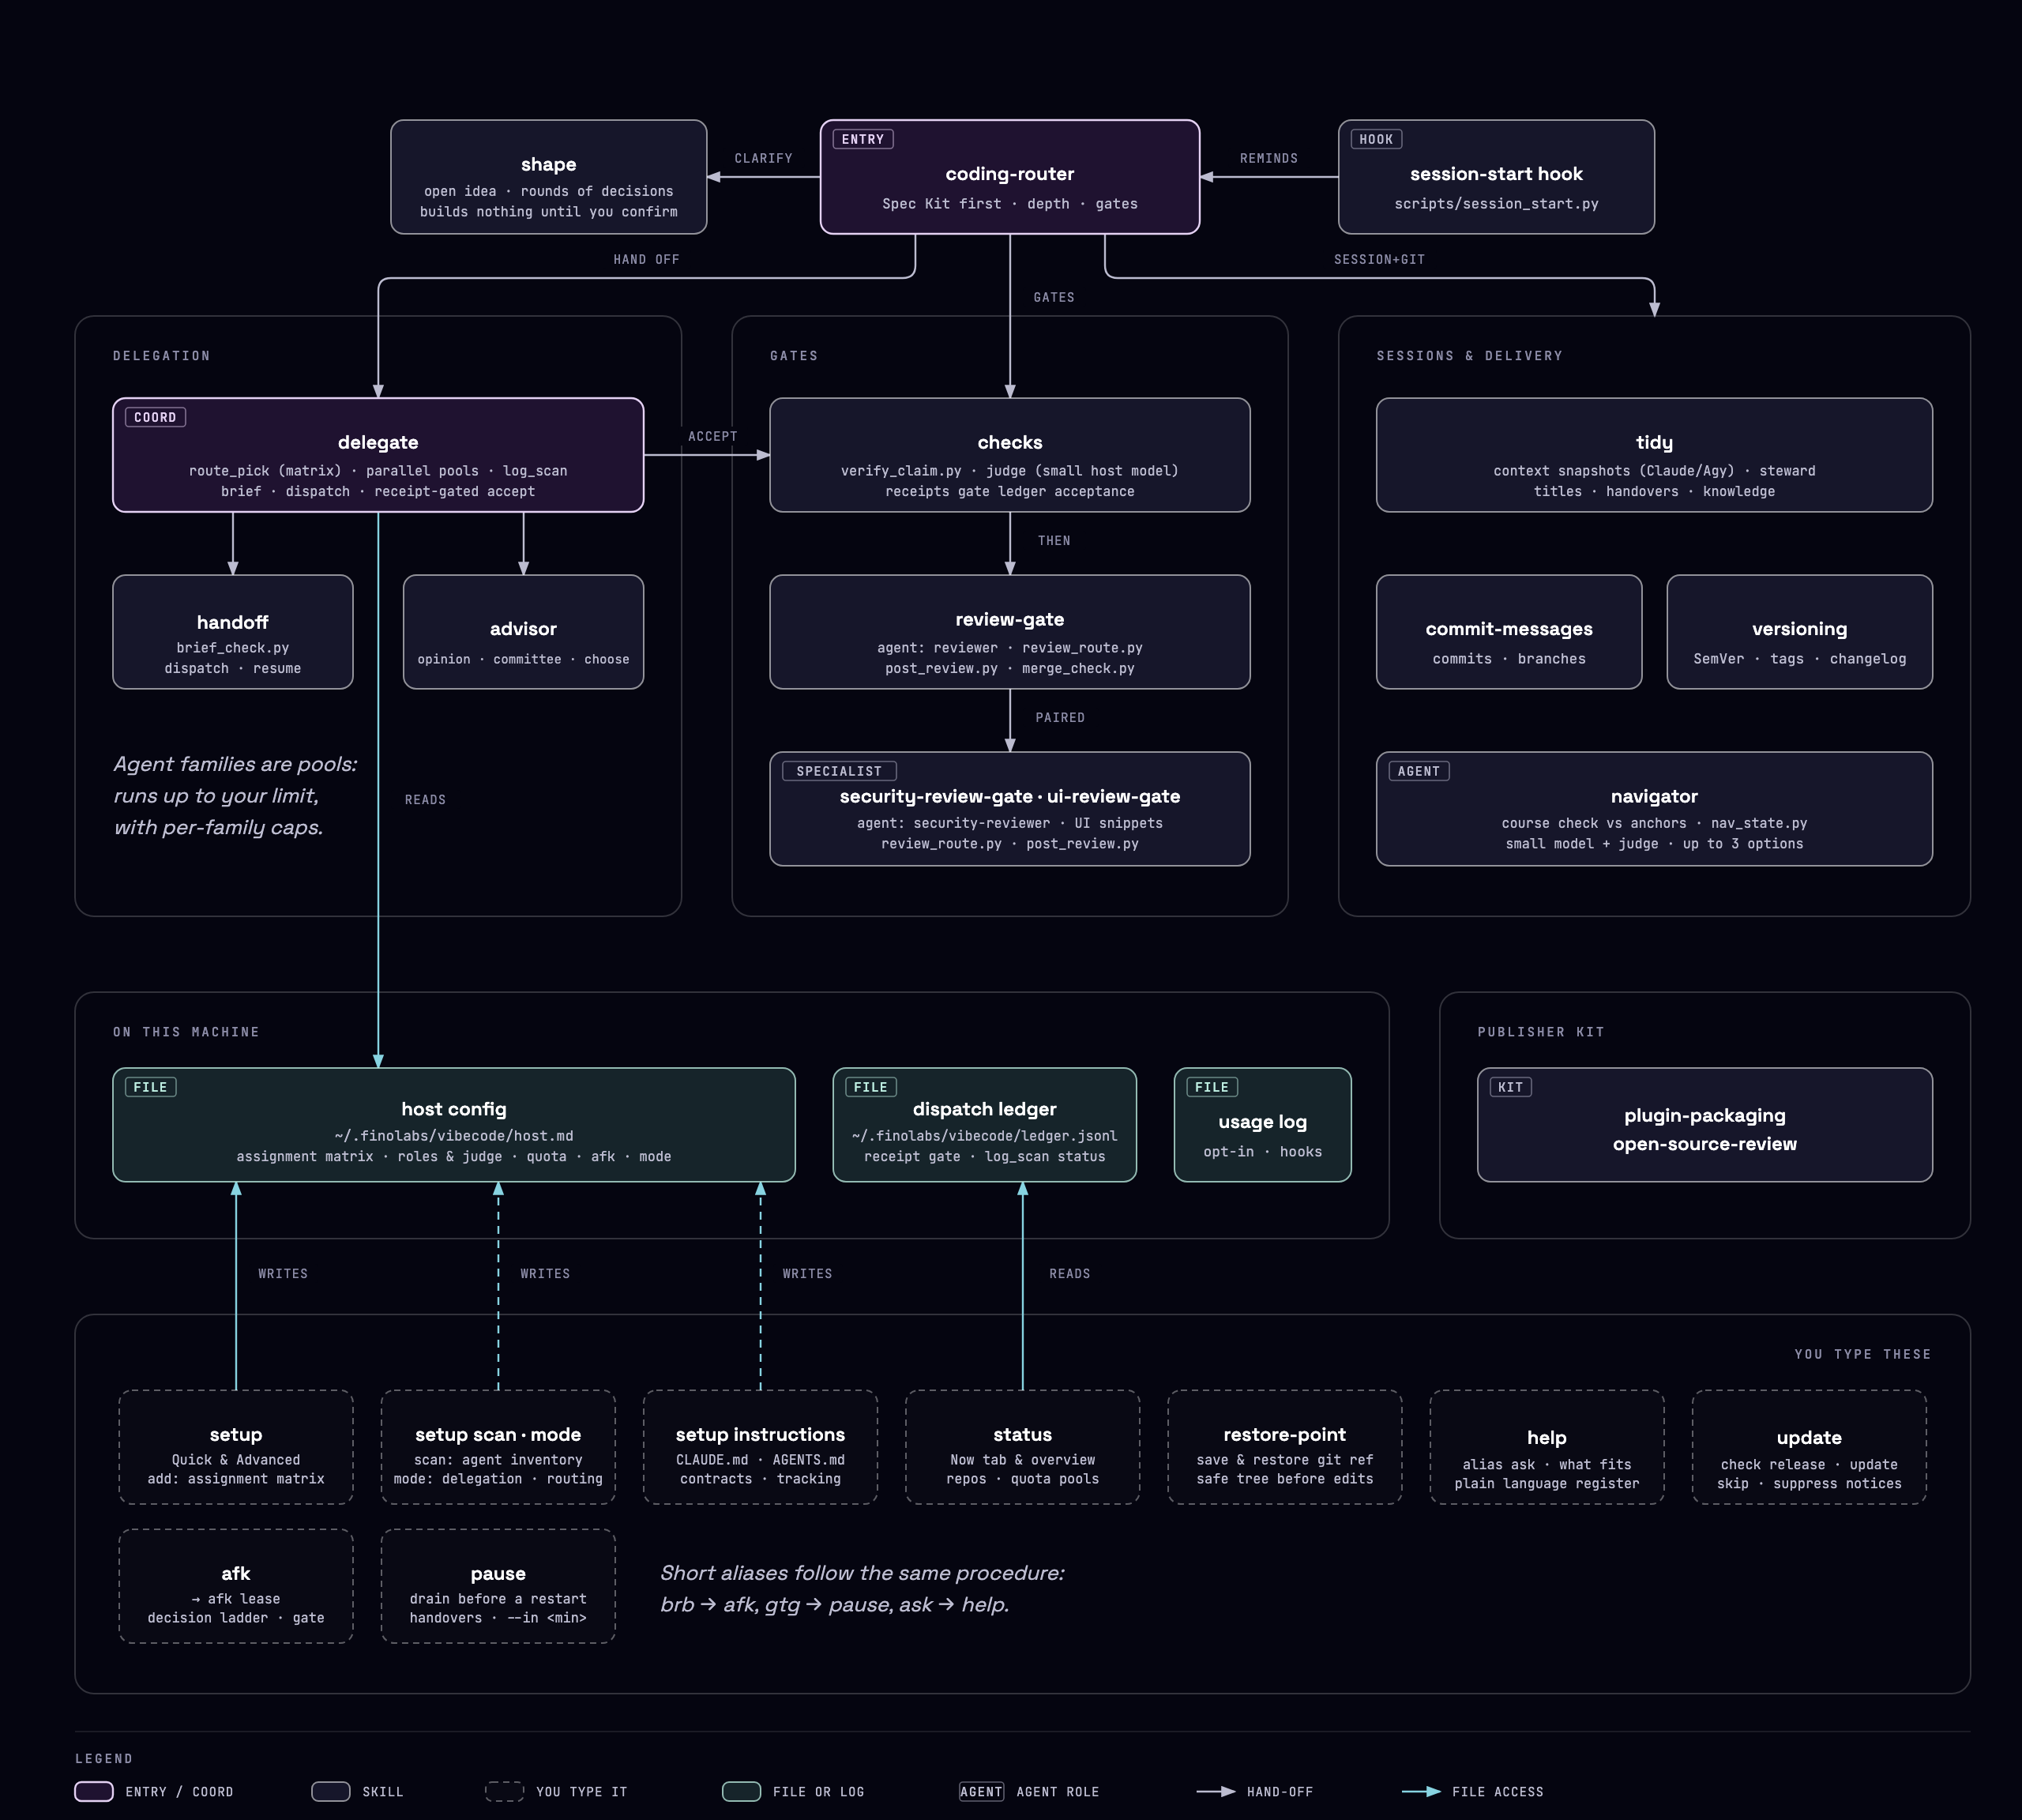 shape
open idea · rounds of decisions
builds nothing until you confirm
CLARIFY
ENTRY
coding-router
Spec Kit first · depth · gates
REMINDS
HOOK
session-start hook
scripts/session_start.py
HAND OFF
GATES
SESSION+GIT
DELEGATION
COORD
delegate
route_pick (matrix) · parallel pools · log_scan
brief · dispatch · receipt-gated accept
ACCEPT
handoff
brief_check.py
dispatch · resume
advisor
opinion · committee · choose
Agent families are pools:
runs up to your limit,
with per-family caps.
READS
GATES
checks
verify_claim.py · judge (small host model)
receipts gate ledger acceptance
THEN
review-gate
agent: reviewer · review_route.py
post_review.py · merge_check.py
PAIRED
SPECIALIST
security-review-gate · ui-review-gate
agent: security-reviewer · UI snippets
review_route.py · post_review.py
SESSIONS & DELIVERY
tidy
context snapshots (Claude/Agy) · steward
titles · handovers · knowledge
commit-messages
commits · branches
versioning
SemVer · tags · changelog
AGENT
navigator
course check vs anchors · nav_state.py
small model + judge · up to 3 options
ON THIS MACHINE
FILE
host config
~/.finolabs/vibecode/host.md
assignment matrix · roles & judge · quota · afk · mode
FILE
dispatch ledger
~/.finolabs/vibecode/ledger.jsonl
receipt gate · log_scan status
FILE
usage log
opt-in · hooks
PUBLISHER KIT
KIT
plugin-packaging
open-source-review
WRITES
WRITES
WRITES
READS
YOU TYPE THESE
setup
Quick & Advanced
add: assignment matrix
setup scan · mode
scan: agent inventory
mode: delegation · routing
setup instructions
CLAUDE.md · AGENTS.md
contracts · tracking
status
Now tab & overview
repos · quota pools
restore-point
save & restore git ref
safe tree before edits
help
alias ask · what fits
plain language register
update
check release · update
skip · suppress notices
afk
→ afk lease
decision ladder · gate
pause
drain before a restart
handovers · --in <min>
Short aliases follow the same procedure:
brb → afk, gtg → pause, ask → help.
LEGEND
ENTRY / COORD
SKILL
YOU TYPE IT
FILE OR LOG
AGENT
AGENT ROLE
HAND-OFF
FILE ACCESS